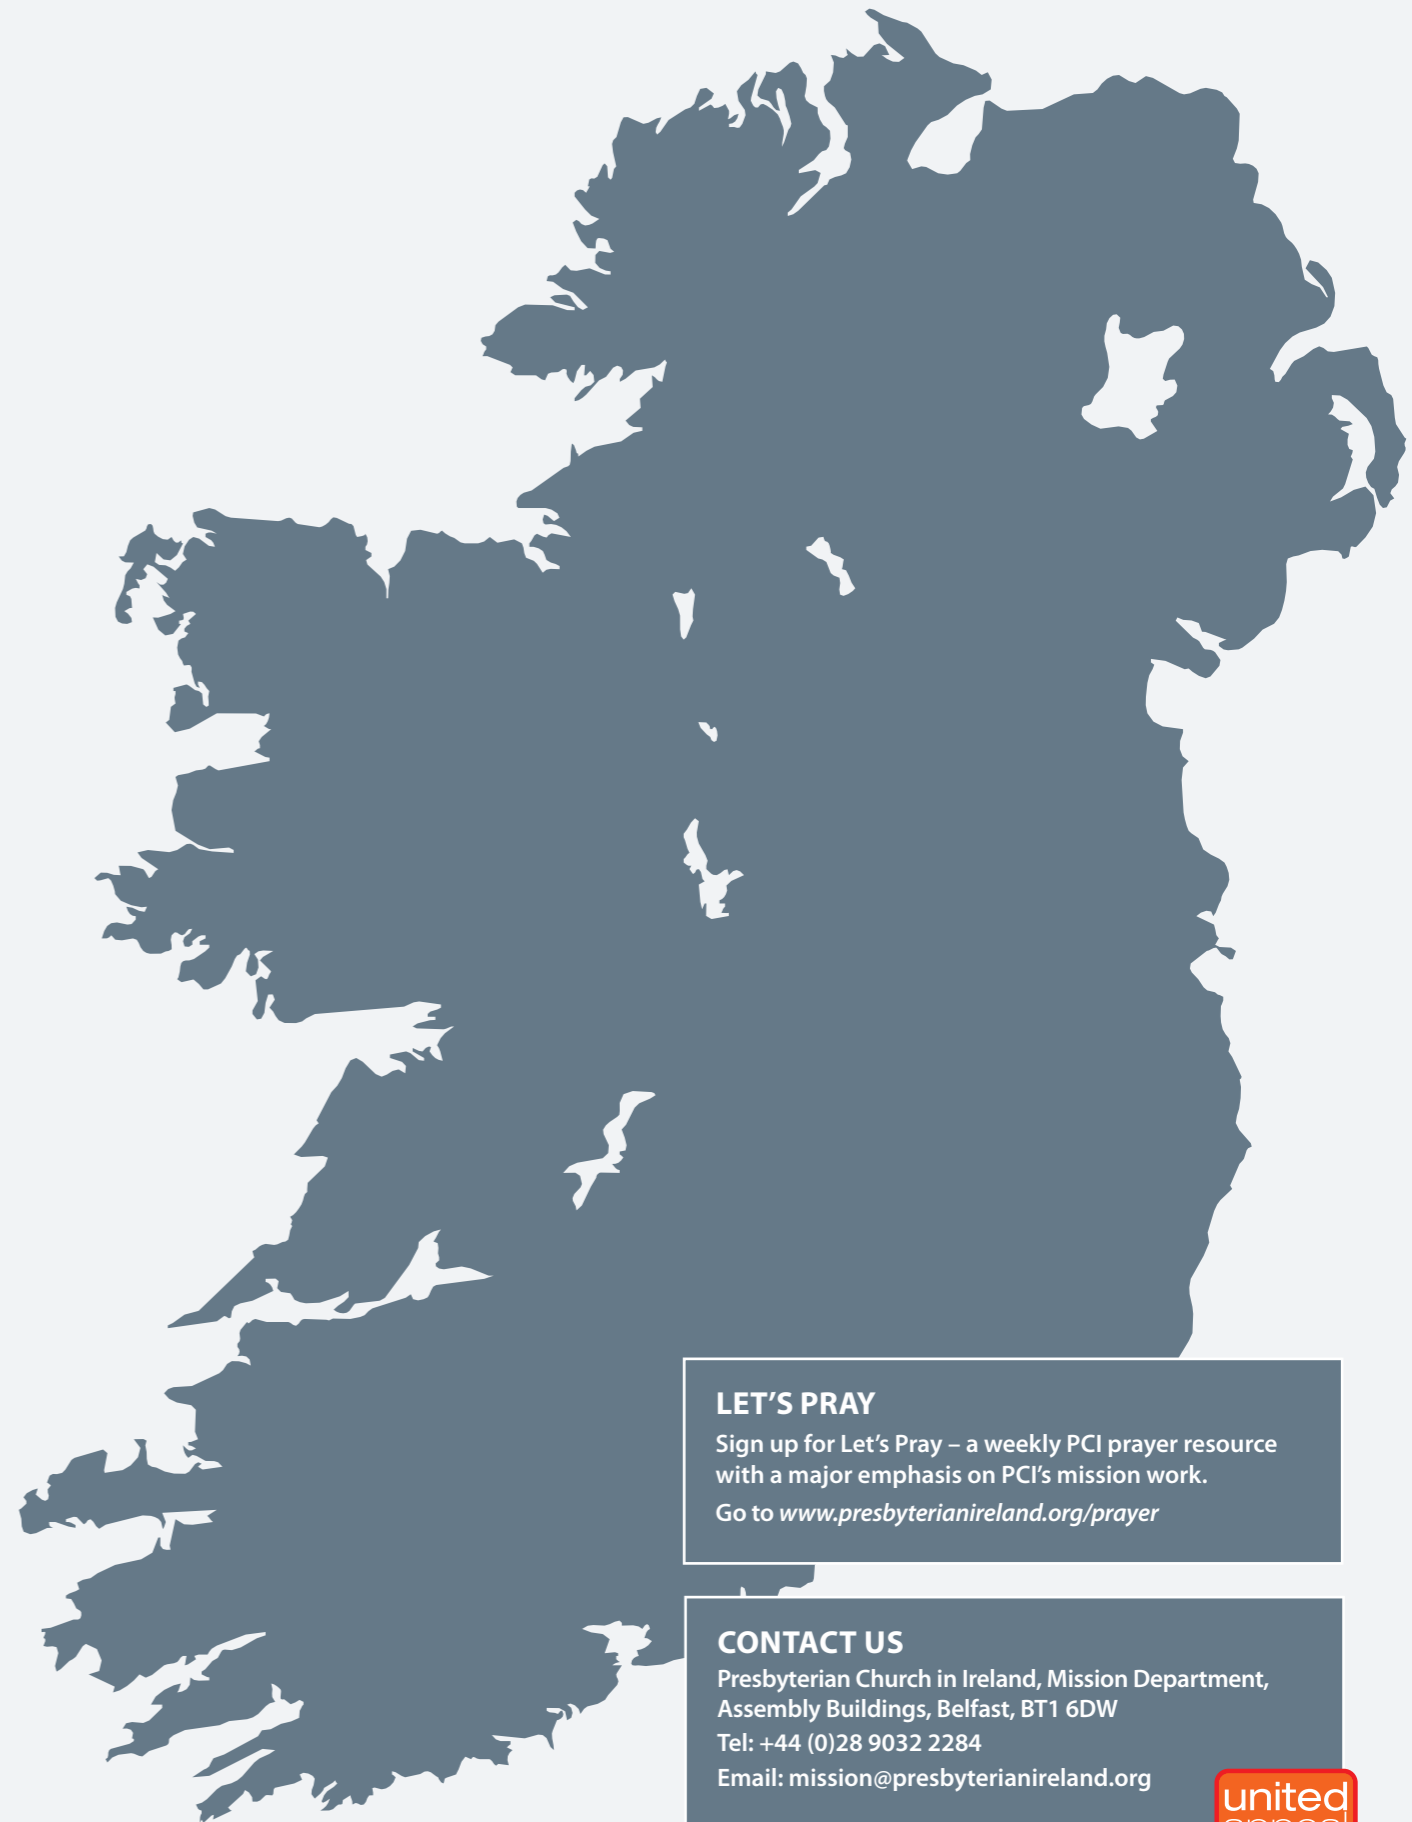 LET’S PRAY
Sign up for Let’s Pray – a weekly PCI prayer resource
with a major emphasis on PCI’s mission work.
Go to www.presbyterianireland.org/prayer
CONTACT US
Presbyterian Church in Ireland, Mission Department,
Assembly Buildings, Belfast, BT1 6DW
Tel: +44 (0)28 9032 2284
Email: mission@presbyterianireland.org
united
appeal